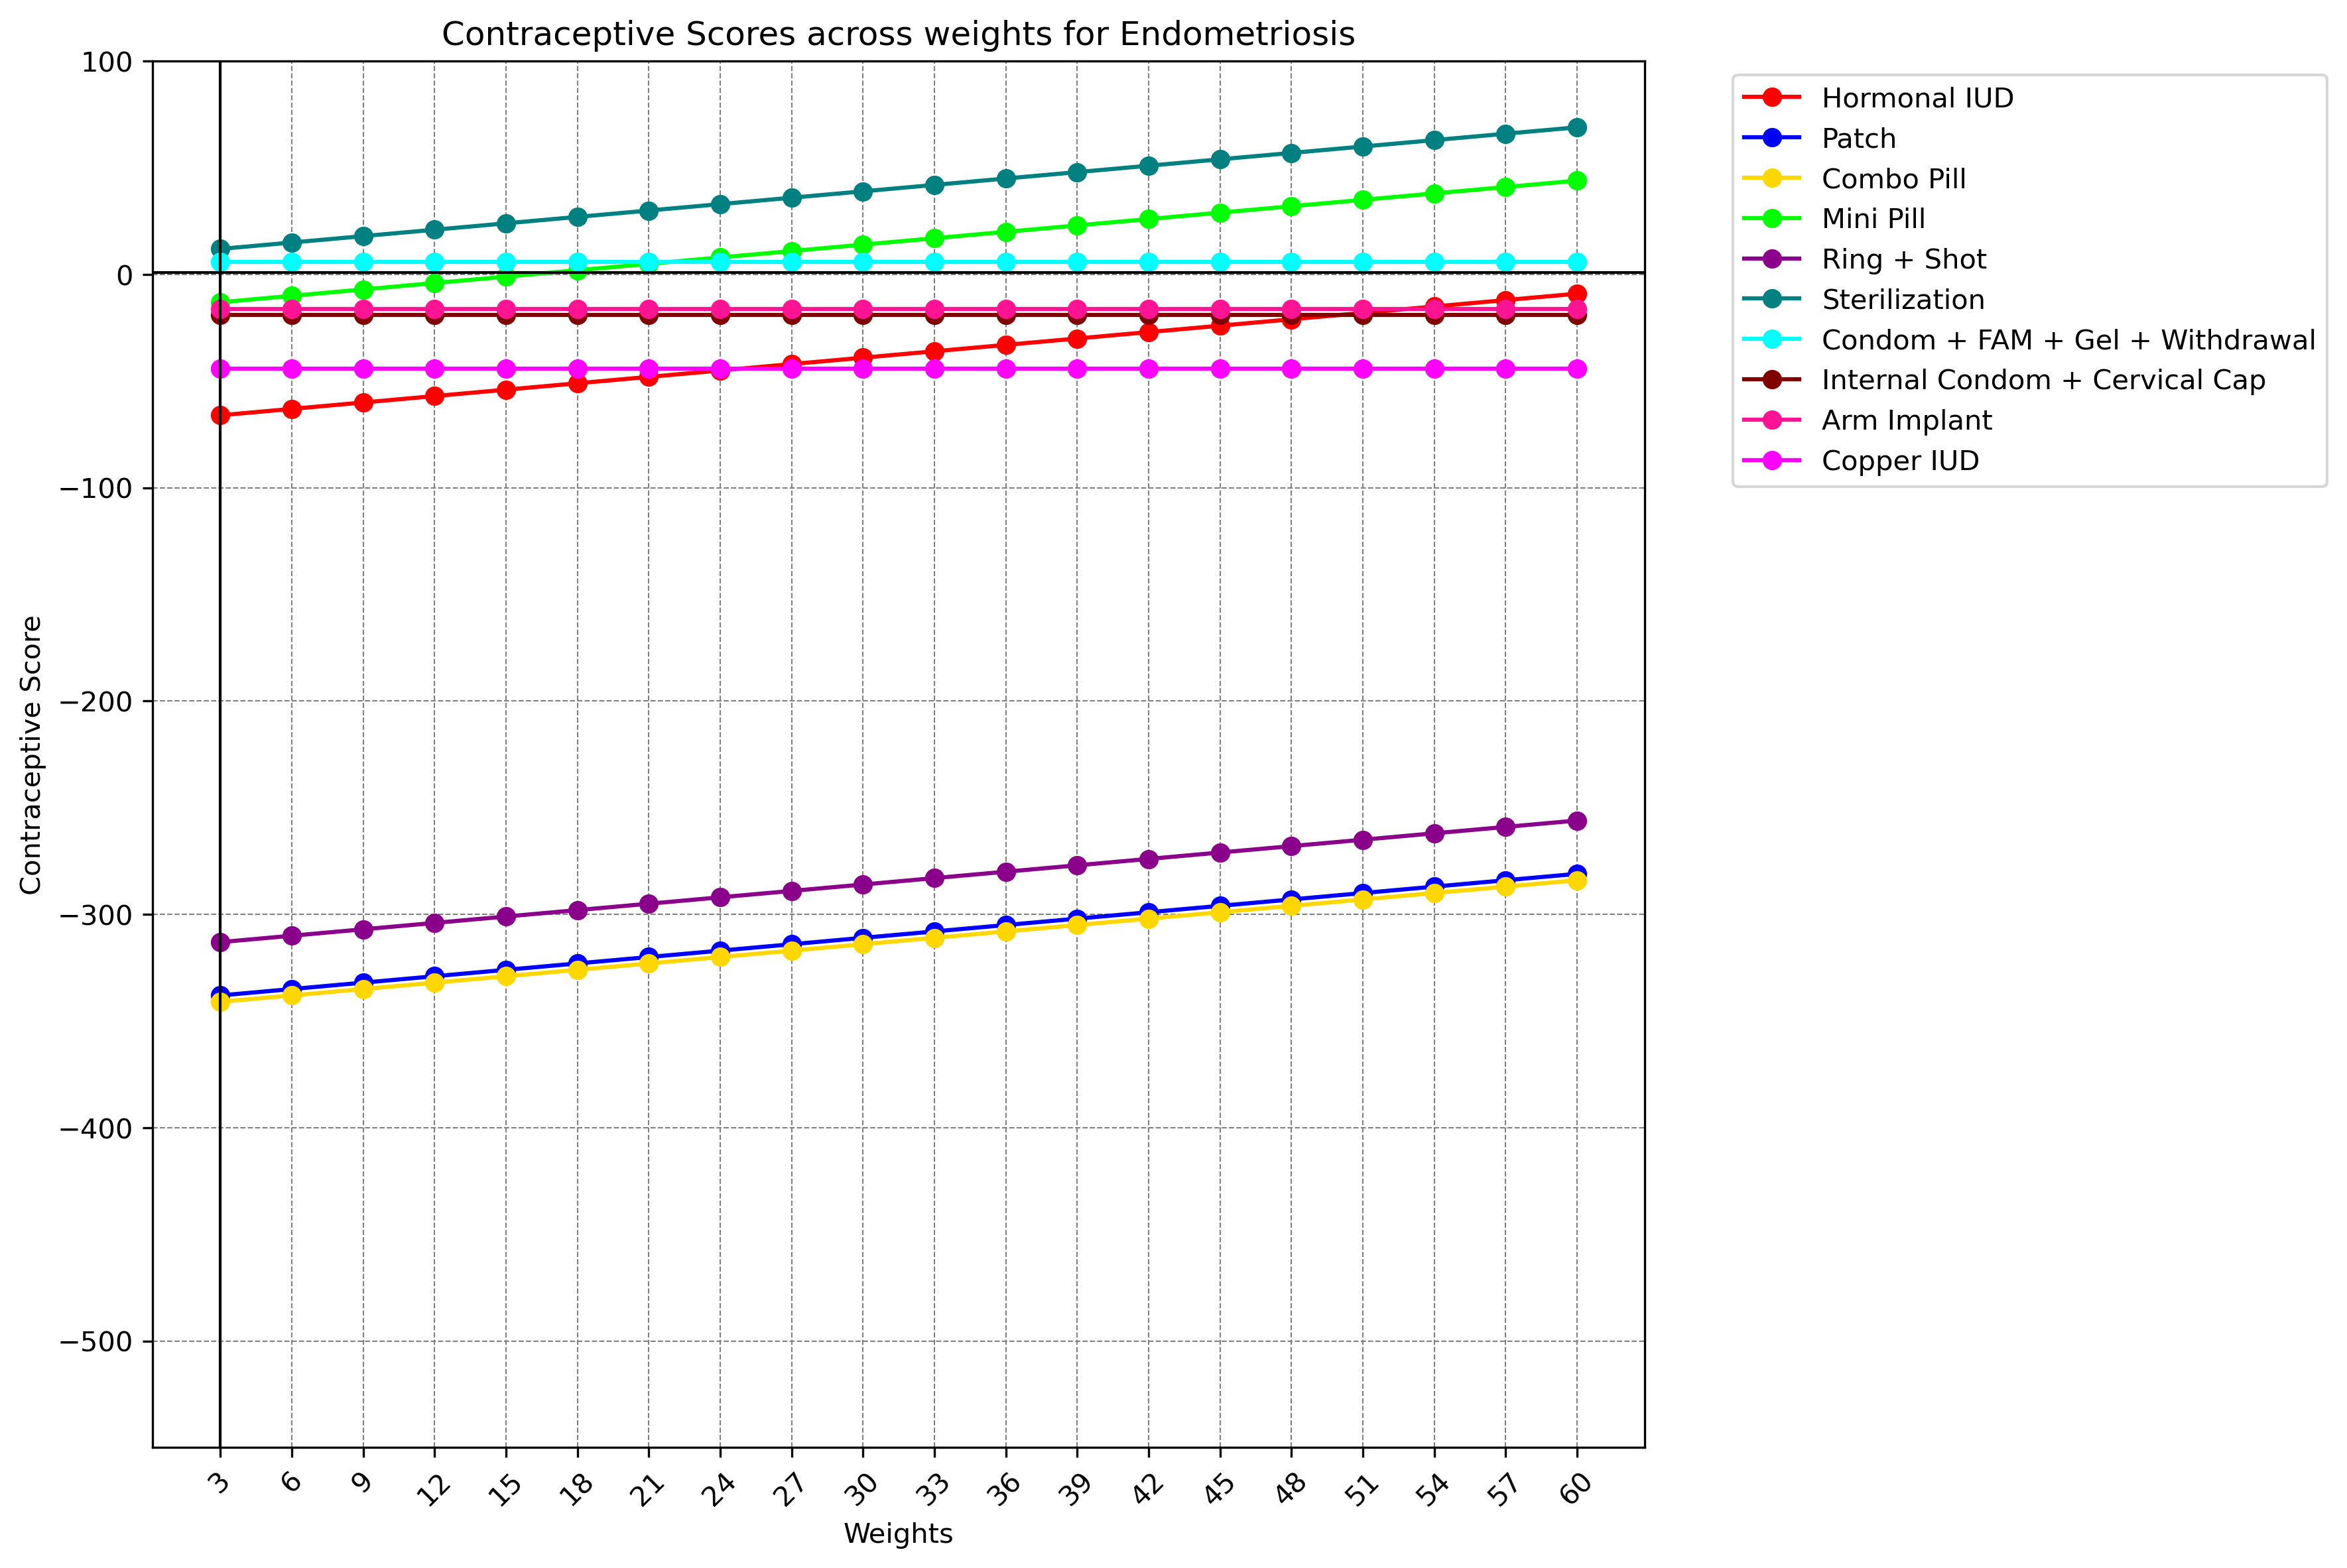 Contraceptive Scores across weights for Endometriosis
100
0
−100
−200
−300
−400
−500
Contraceptive Score
3 6 9 12 15 18 21 24 27 30 33 36 39 42 45 48 51 54 57 60
Weights
Hormonal IUD
Patch
Combo Pill
Mini Pill
Ring + Shot
Sterilization
Condom + FAM + Gel + Withdrawal
Internal Condom + Cervical Cap
Arm Implant
Copper IUD